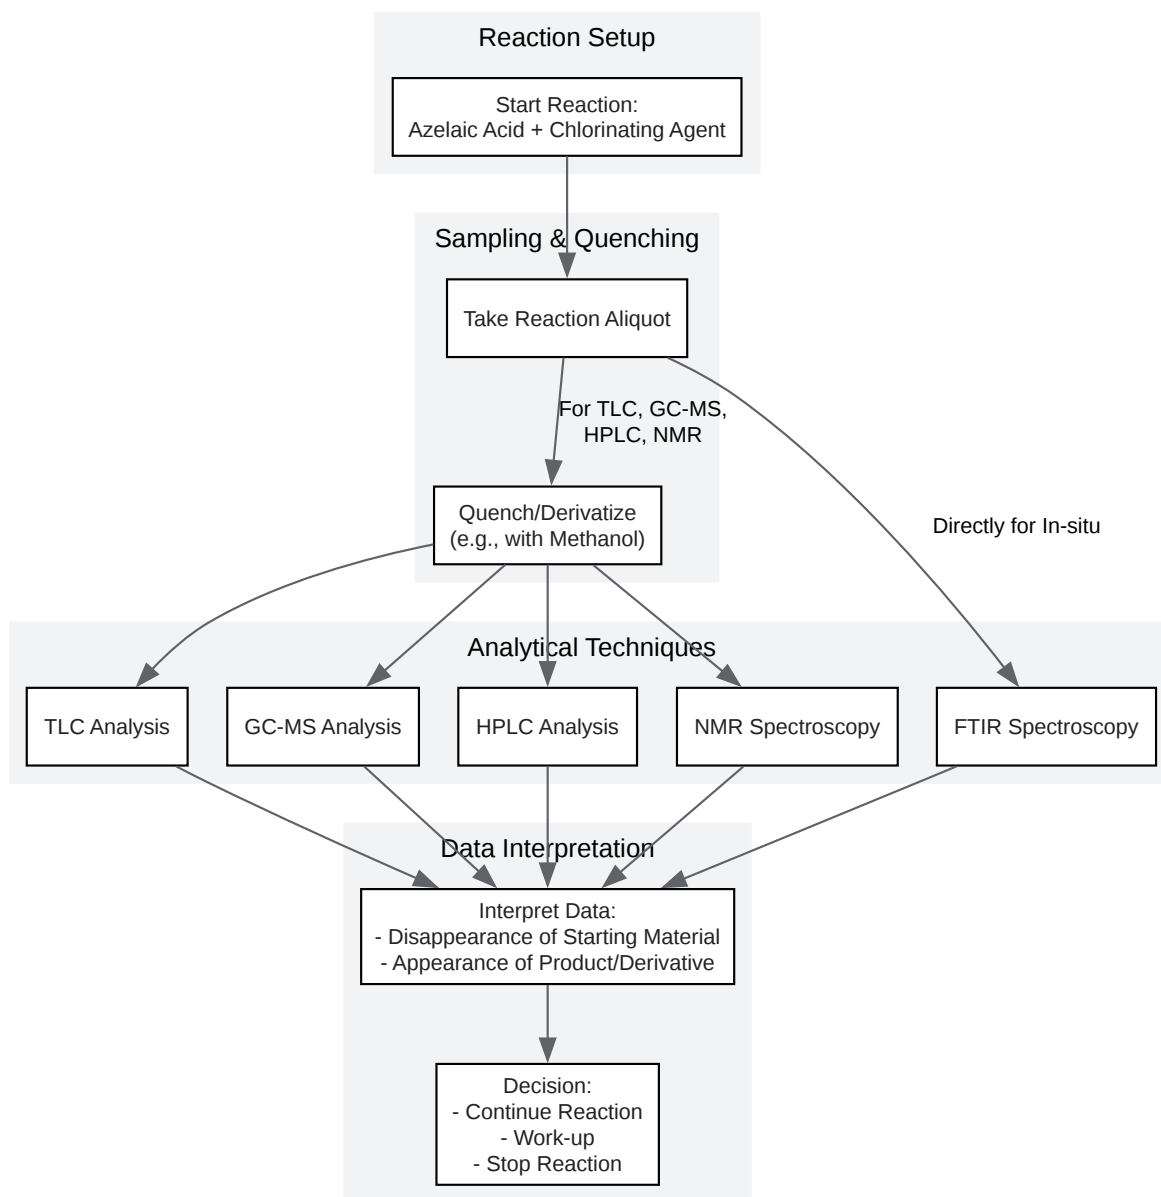 Reaction Setup
Start Reaction:
Azelaic Acid + Chlorinating Agent
Sampling & Quenching
Take Reaction Aliquot
For TLC, GC-MS,
HPLC, NMR
Quench/Derivatize
(e.g., with Methanol)
Directly for In-situ
Analytical Techniques
TLC Analysis
GC-MS Analysis
HPLC Analysis
NMR Spectroscopy
FTIR Spectroscopy
Data Interpretation
Interpret Data:
- Disappearance of Starting Material
- Appearance of Product/Derivative
Decision:
- Continue Reaction
- Work-up
- Stop Reaction